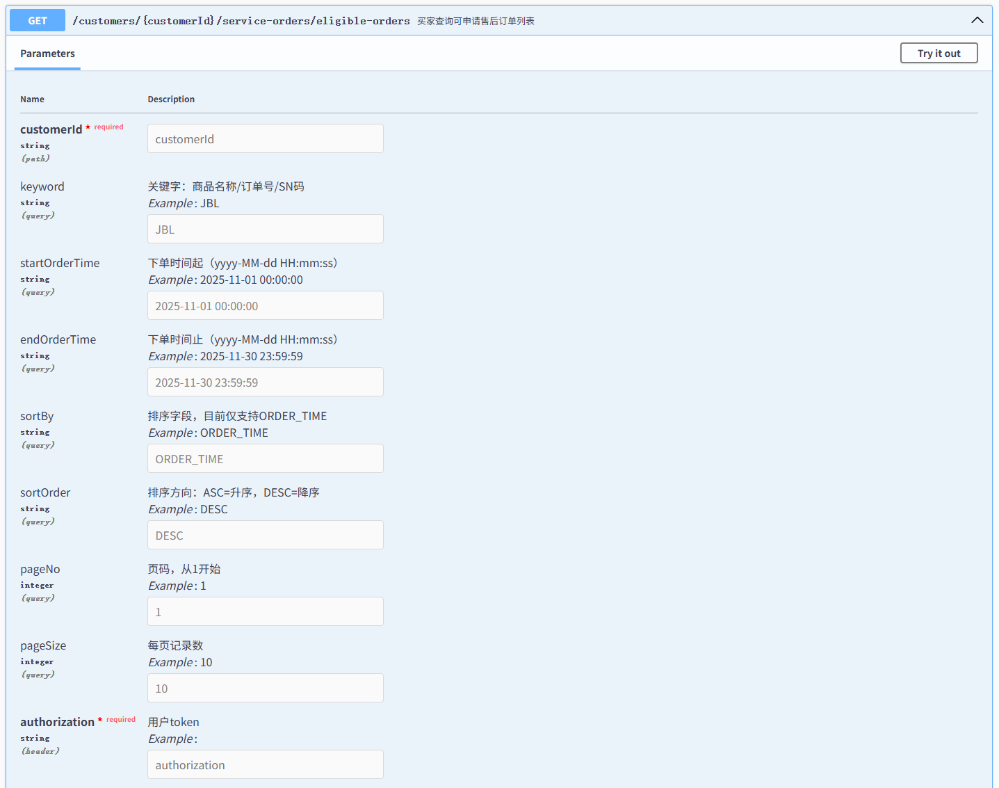 GET /customers/{customerId}/service-orders/eligible-orders 买家查询可申请售后订单列表
Parameters
Try it out
Name Description
customerId * required
string
(path)
customerId
keyword
string
(query)
关键字：商品名称/订单号/SN码
Example : JBL
JBL
startOrderTime
string
(query)
下单时间起（yyyy-MM-dd HH:mm:ss）
Example : 2025-11-01 00:00:00
2025-11-01 00:00:00
endOrderTime
string
(query)
下单时间止（yyyy-MM-dd HH:mm:ss）
Example : 2025-11-30 23:59:59
2025-11-30 23:59:59
sortBy
string
(query)
排序字段，目前仅支持ORDER_TIME
Example : ORDER_TIME
ORDER_TIME
sortOrder
string
(query)
排序方向：ASC=升序，DESC=降序
Example : DESC
DESC
pageNo
integer
(query)
页码，从1开始
Example : 1
1
pageSize
integer
(query)
每页记录数
Example : 10
10
authorization * required
string
(header)
用户token
Example :
authorization